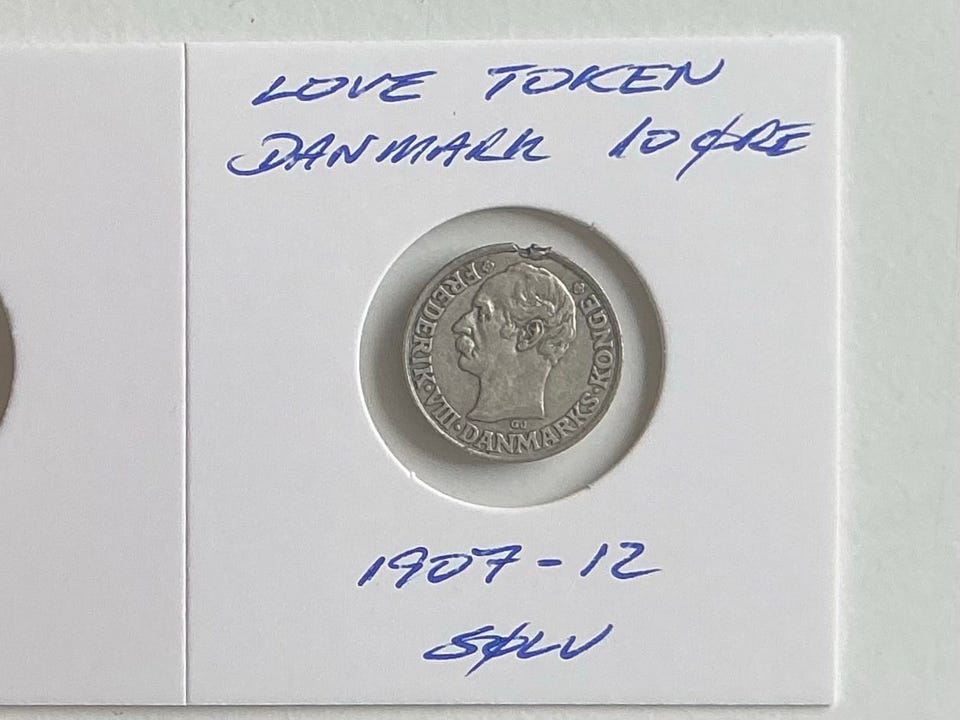 LOVE TOKEN
DANMARK 10 ØRE
FREDERIK·VIII·DANMARKS·KONGE
GJ
1907-12
SØLV